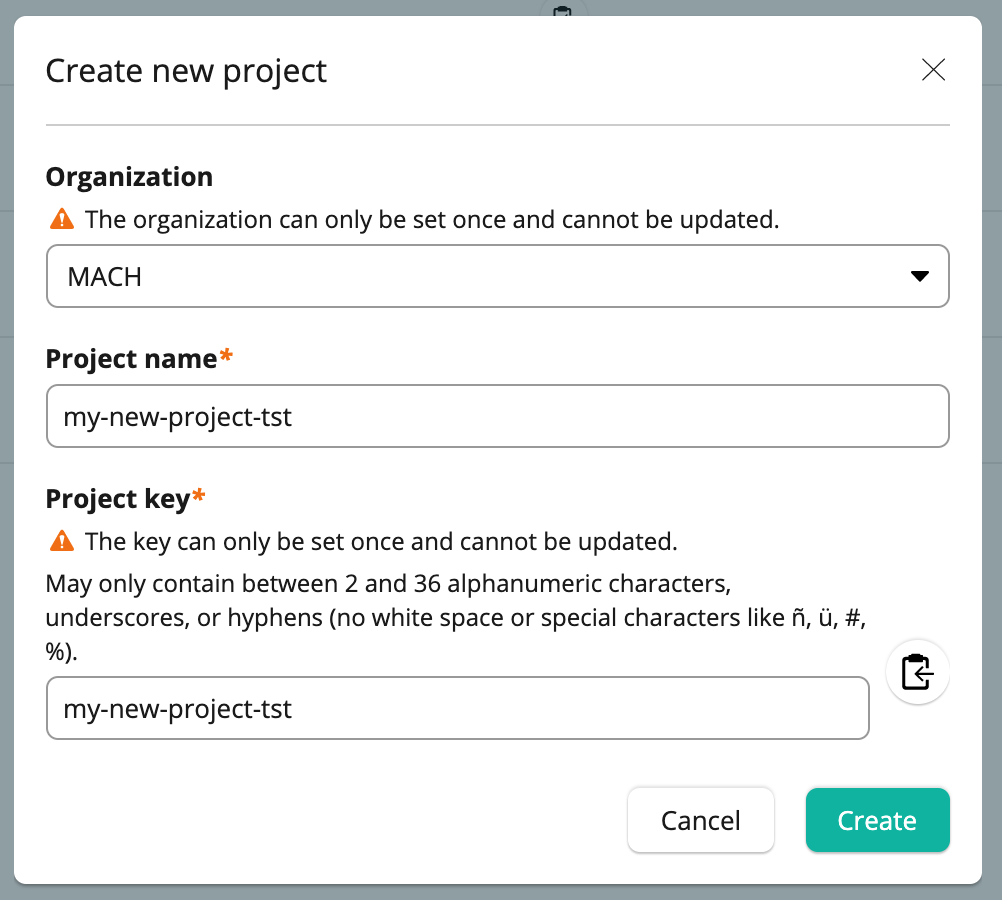 Create new project
Organization
The organization can only be set once and cannot be updated.
MACH
Project name*
my-new-project-tst
Project key*
The key can only be set once and cannot be updated.
May only contain between 2 and 36 alphanumeric characters,
underscores, or hyphens (no white space or special characters like ñ, ü, #,
%).
my-new-project-tst
Cancel
Create